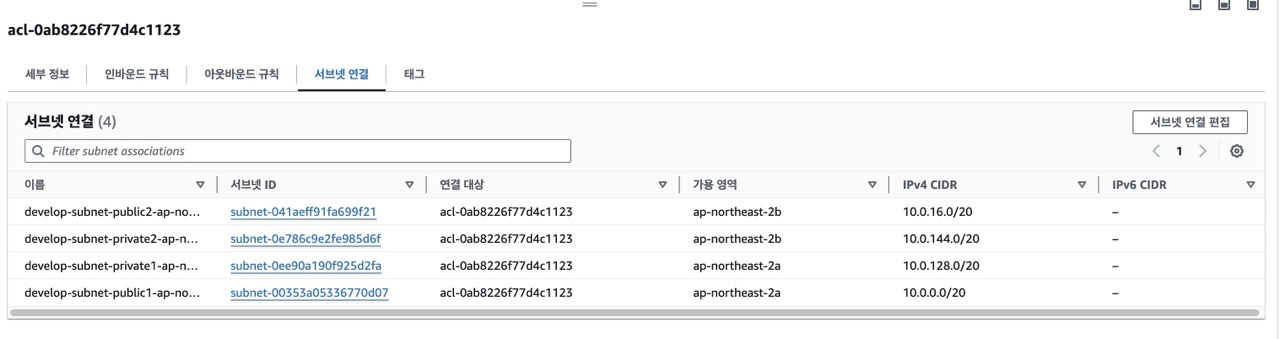 acl-0ab8226f77d4c1123
세부 정보 인바운드 규칙 아웃바운드 규칙 서브넷 연결 태그
서브넷 연결 (4) 서브넷 연결 편집
Filter subnet associations 1
이름 서브넷 ID 연결 대상 가용 영역 IPv4 CIDR IPv6 CIDR
develop-subnet-public2-ap-no... subnet-041aeff91fa699f21 acl-0ab8226f77d4c1123 ap-northeast-2b 10.0.16.0/20 –
develop-subnet-private2-ap-n... subnet-0e786c9e2fe985d6f acl-0ab8226f77d4c1123 ap-northeast-2b 10.0.144.0/20 –
develop-subnet-private1-ap-n... subnet-0ee90a190f925d2fa acl-0ab8226f77d4c1123 ap-northeast-2a 10.0.128.0/20 –
develop-subnet-public1-ap-no... subnet-00353a05336770d07 acl-0ab8226f77d4c1123 ap-northeast-2a 10.0.0.0/20 –